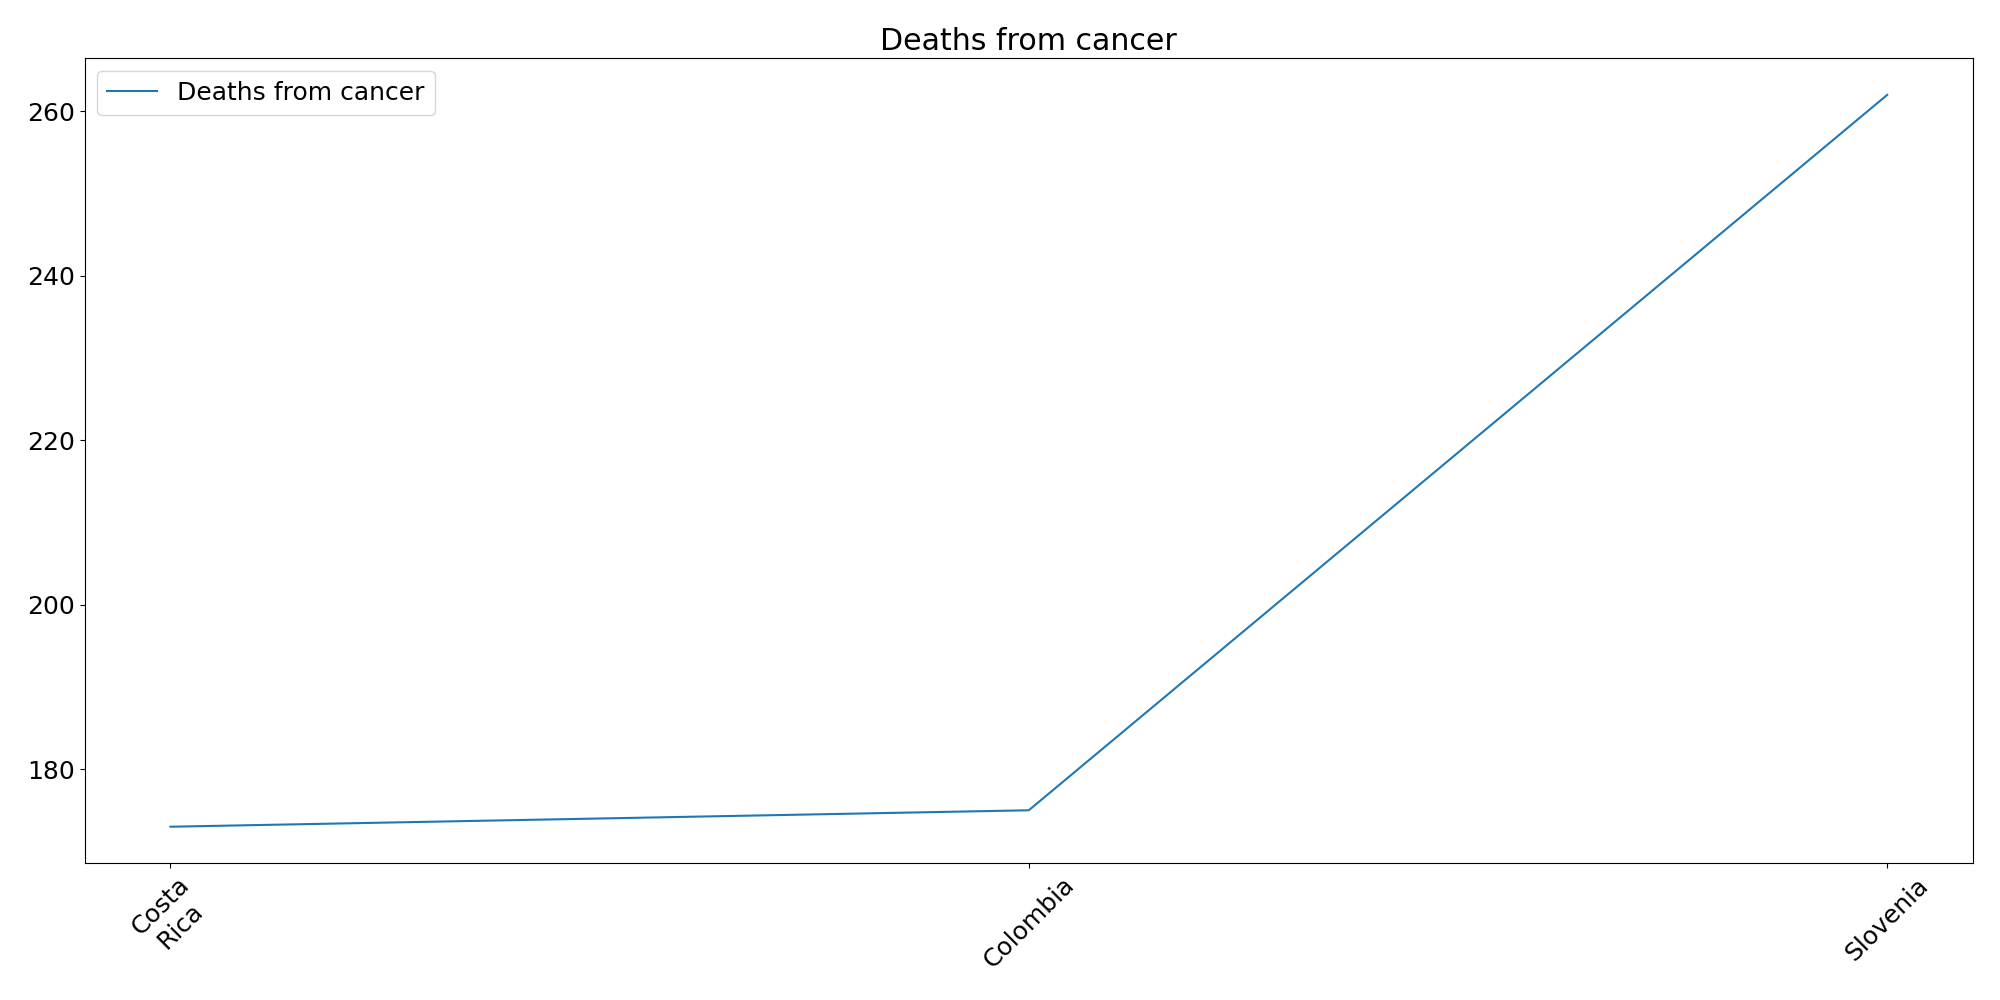 Deaths from cancer
Deaths from cancer
260
240
220
200
180
Costa
Rica
Colombia
Slovenia